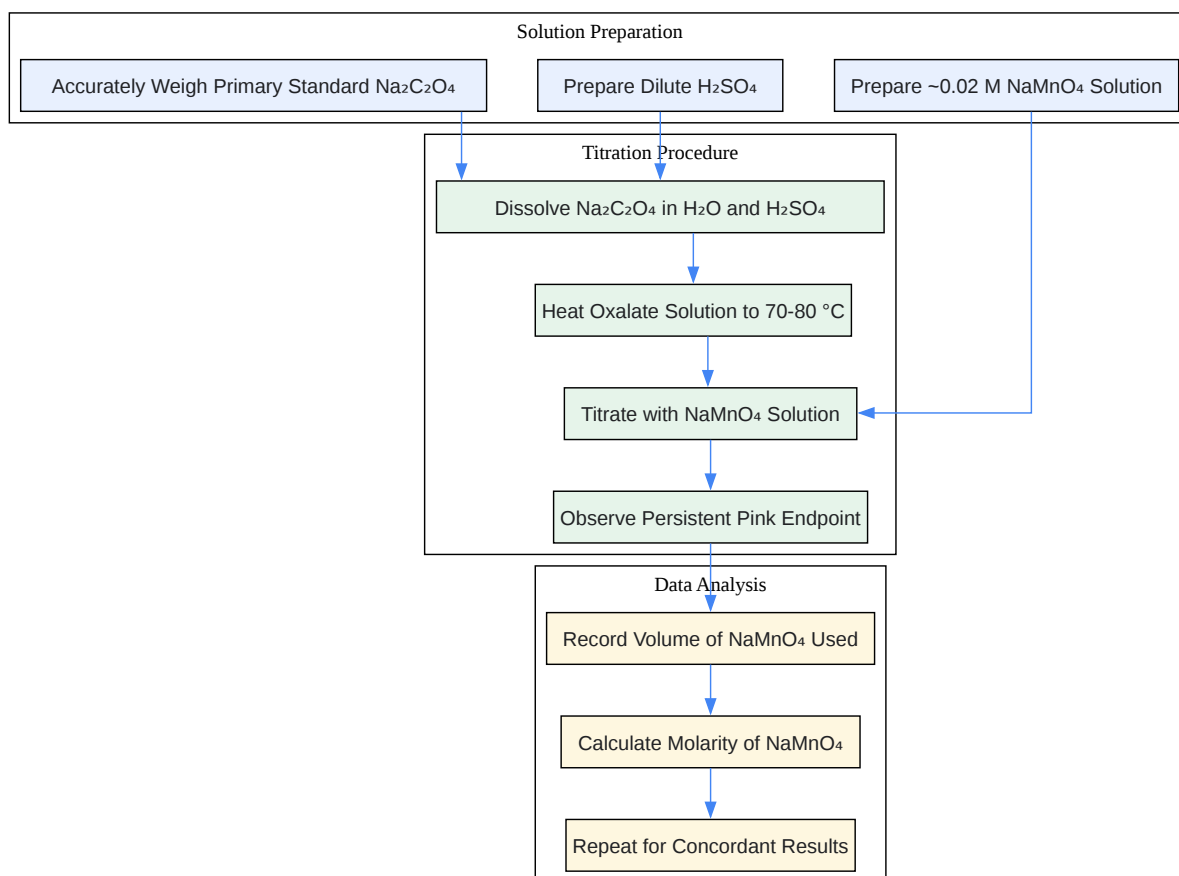 Solution Preparation
Accurately Weigh Primary Standard Na₂C₂O₄
Prepare Dilute H₂SO₄
Prepare ~0.02 M NaMnO₄ Solution
Titration Procedure
Dissolve Na₂C₂O₄ in H₂O and H₂SO₄
Heat Oxalate Solution to 70-80 °C
Titrate with NaMnO₄ Solution
Observe Persistent Pink Endpoint
Data Analysis
Record Volume of NaMnO₄ Used
Calculate Molarity of NaMnO₄
Repeat for Concordant Results